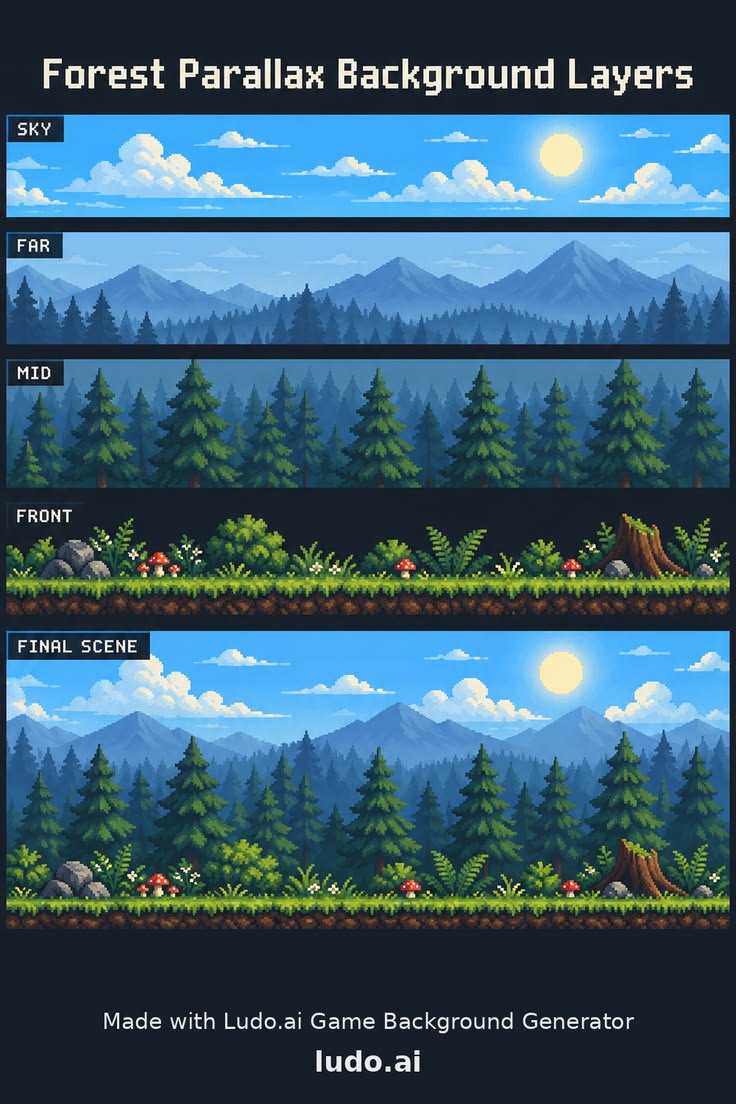 Forest Parallax Background Layers
SKY
FAR
MID
FRONT
FINAL SCENE
Made with Ludo.ai Game Background Generator
ludo.ai